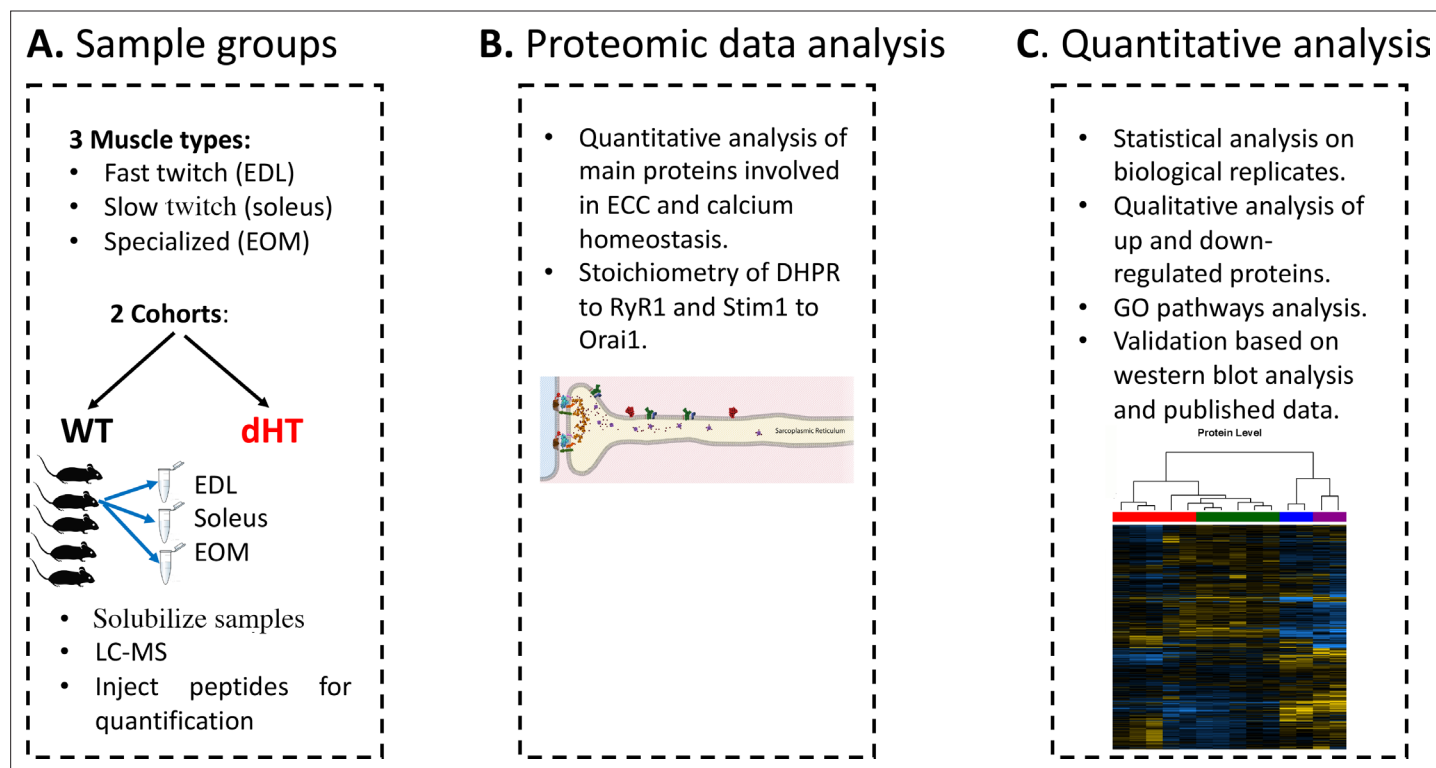 A. Sample groups
3 Muscle types:
• Fast twitch (EDL)
• Slow twitch (soleus)
• Specialized (EOM)
2 Cohorts:
WT
dHT
EDL
Soleus
EOM
• Solubilize samples
• LC-MS
• Inject peptides for
quantification
B. Proteomic data analysis
• Quantitative analysis of
main proteins involved
in ECC and calcium
homeostasis.
• Stoichiometry of DHPR
to RyR1 and Stim1 to
Orai1.
Sarcoplasmic Reticulum
C. Quantitative analysis
• Statistical analysis on
biological replicates.
• Qualitative analysis of
up and down-
regulated proteins.
• GO pathways analysis.
• Validation based on
western blot analysis
and published data.
Protein Level